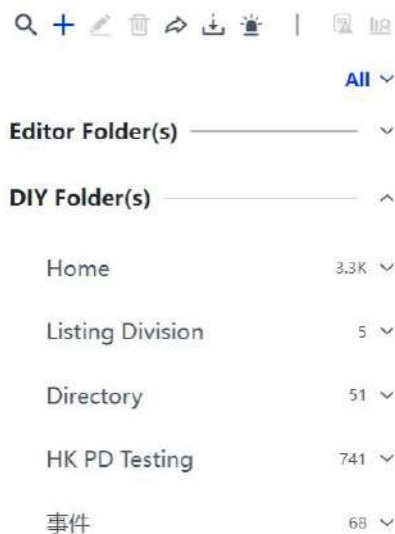 All
Editor Folder(s)
DIY Folder(s)
Home 3.3K
Listing Division 5
Directory 51
HK PD Testing 741
事件 68